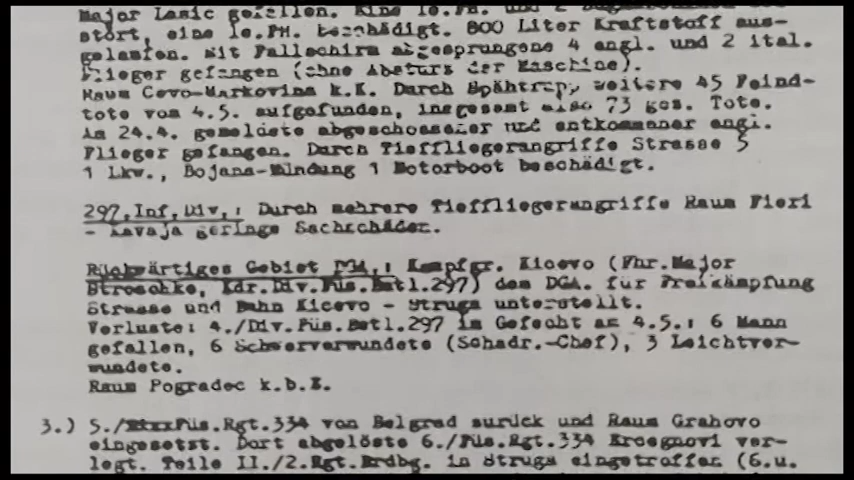 Major Lasic gefallen. Eine le.FH. und 2
stört, eine le.FH. beschädigt. 800 Liter Kraftstoff aus-
gelaufen. Mit Fallschirm abgesprungene 4 engl. und 2 ital.
Flieger gefangen (ohne Absturz der Maschine).
Raum Cevo-Markovina k.K. Durch Spähtrupp weitere 45 Feind-
tote vom 4.5. aufgefunden, insgesamt also 73 gez. Tote.
Am 24.4. gemeldete abgeschossener und entkommener engl.
Flieger gefangen. Durch Tieffliegerangriffe Strasse 5
1 Lkw., Bojana-Mündung 1 Motorboot beschädigt.
297.Inf.Div.: Durch mehrere Tieffliegerangriffe Raum Fieri
- Lavaja geringe Sachschäden.
Rückwärtiges Gebiet : Kampfgr. Kicevo (Fhr.Major
Stroschke, Kdr.Div.Füs.Batl.297) dem DGA. für Freikämpfung
Strasse und Bahn Kicevo - Struga unterstellt.
Verluste: 4./Div.Füs.Batl.297 im Gefecht am 4.5.: 6 Mann
gefallen, 6 Schwerverwundete (Schadr.-Chef), 3 Leichtver-
wundete.
Raum Pogradec k.b.E.
3.) 5./Füs.Rgt.334 von Belgrad zurück und Raum Grahovo
eingesetzt. Dort abgelöste 6./Füs.Rgt.334 Krcegnovi ver-
legt. Teile II./2.Rgt.Brdbg. in Struga eingetroffen (6.u.